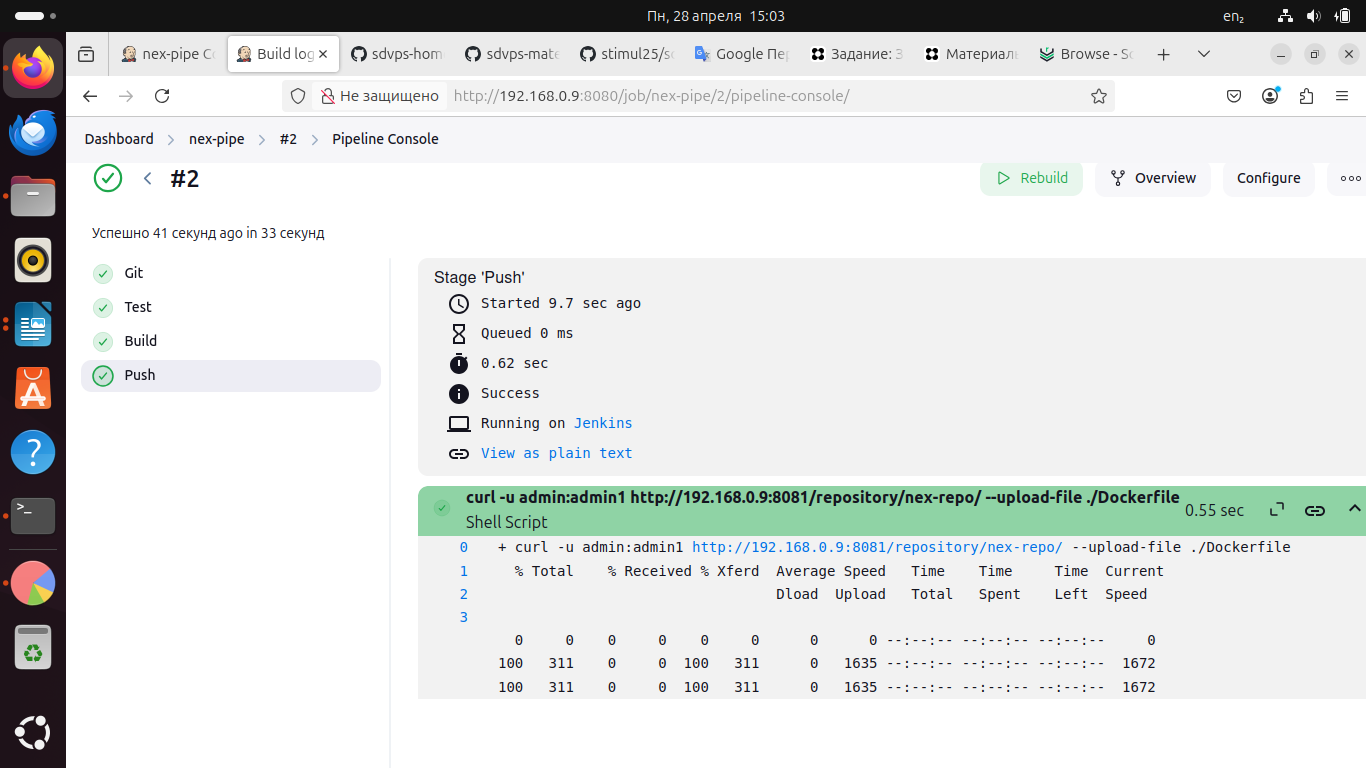 Пн, 28 апреля 15:03
en₂
nex-pipe Co
Build log
sdvps-hom
sdvps-mate
stimul25/s
Google Пер
Задание: З
Материаль
Browse - So
Не защищено
http://192.168.0.9:8080/job/nex-pipe/2/pipeline-console/
Dashboard
nex-pipe
#2
Pipeline Console
#2
Rebuild
Overview
Configure
Успешно 41 секунд ago in 33 секунд
Git
Test
Build
Push
Stage 'Push'
Started 9.7 sec ago
Queued 0 ms
0.62 sec
Success
Running on Jenkins
View as plain text
curl -u admin:admin1 http://192.168.0.9:8081/repository/nex-repo/ --upload-file ./Dockerfile
Shell Script
0.55 sec
0 + curl -u admin:admin1 http://192.168.0.9:8081/repository/nex-repo/ --upload-file ./Dockerfile
1 % Total % Received % Xferd Average Speed Time Time Time Current
2 Dload Upload Total Spent Left Speed
3
0 0 0 0 0 0 0 0 --:--:-- --:--:-- --:--:-- 0
100 311 0 0 100 311 0 1635 --:--:-- --:--:-- --:--:-- 1672
100 311 0 0 100 311 0 1635 --:--:-- --:--:-- --:--:-- 1672